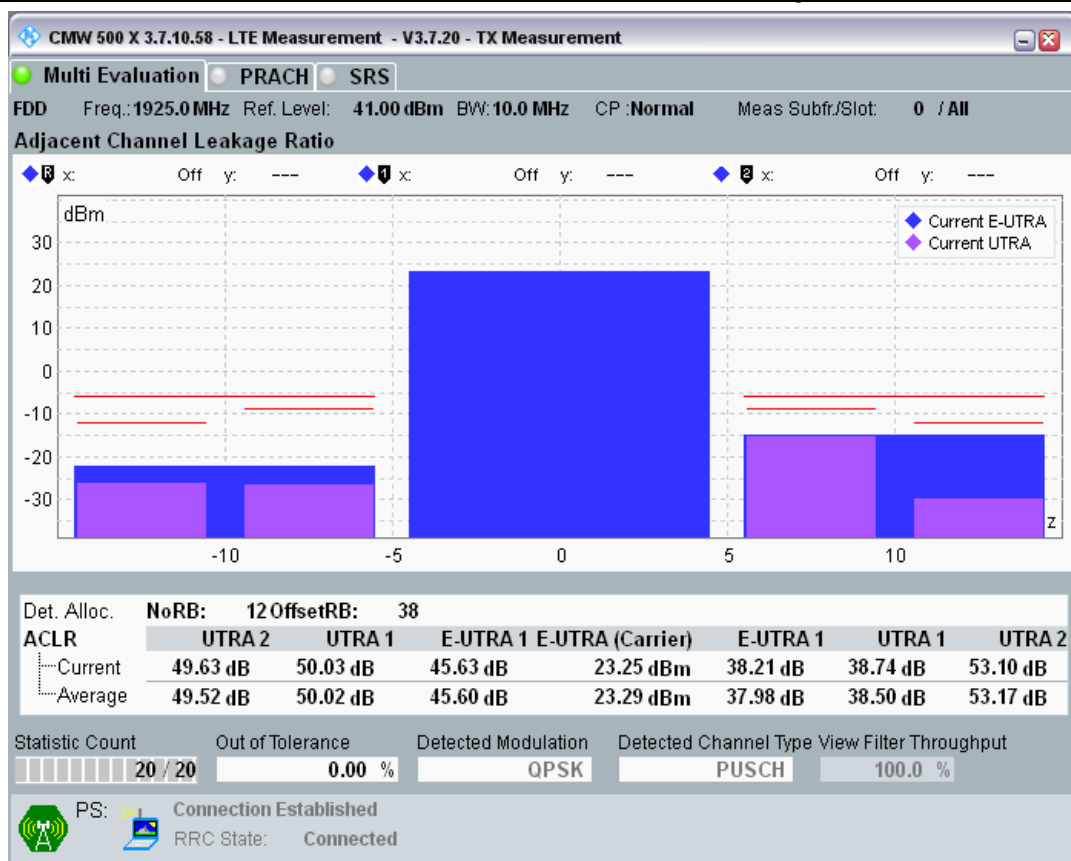 CMW 500 X 3.7.10.58 - LTE Measurement - V3.7.20 - TX Measurement
Multi Evaluation PRACH SRS
FDD Freq.: 1925.0 MHz Ref. Level: 41.00 dBm BW: 10.0 MHz CP :Normal Meas Subfr./Slot: 0 / All
Adjacent Channel Leakage Ratio
R x: Off y: --- 1 x: Off y: --- 2 x: Off y: ---
dBm
Current E-UTRA
Current UTRA
30
20
10
0
-10
-20
-30
z
-10 -5 0 5 10
Det. Alloc. NoRB: 12 OffsetRB: 38
ACLR UTRA 2 UTRA 1 E-UTRA 1 E-UTRA (Carrier) E-UTRA 1 UTRA 1 UTRA 2
Current 49.63 dB 50.03 dB 45.63 dB 23.25 dBm 38.21 dB 38.74 dB 53.10 dB
Average 49.52 dB 50.02 dB 45.60 dB 23.29 dBm 37.98 dB 38.50 dB 53.17 dB
Statistic Count Out of Tolerance Detected Modulation Detected Channel Type View Filter Throughput
20 / 20 0.00 % QPSK PUSCH 100.0 %
PS: Connection Established
RRC State: Connected